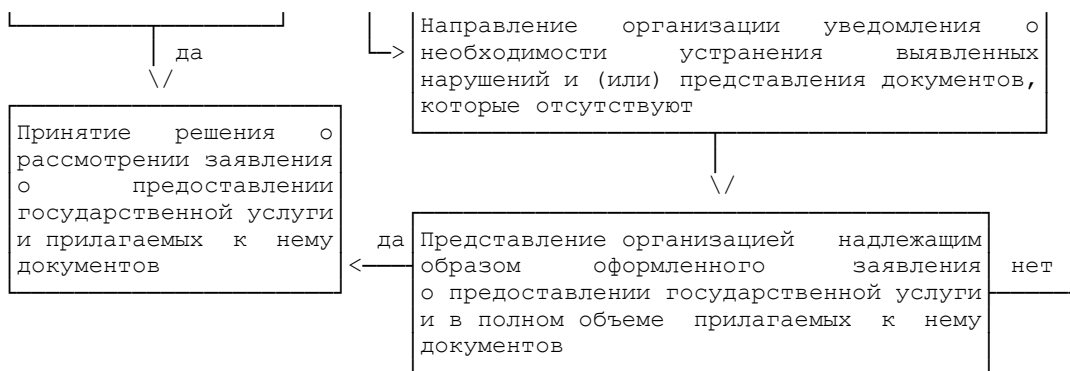 да
Направление организации уведомления о
необходимости устранения выявленных
нарушений и (или) представления документов,
которые отсутствуют
Принятие решения о
рассмотрении заявления
о предоставлении
государственной услуги
и прилагаемых к нему
документов
да
Представление организацией надлежащим
образом оформленного заявления
о предоставлении государственной услуги
и в полном объеме прилагаемых к нему
документов
нет